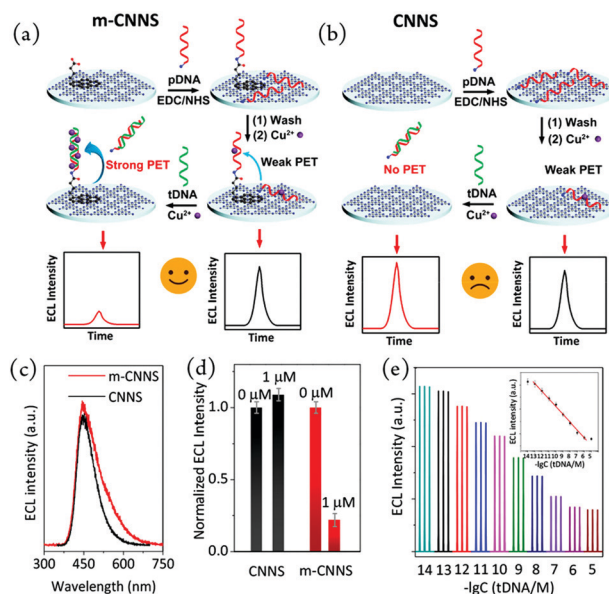 m-CNNS
CNNS
(a)
pDNA
EDC/NHS
(1) Wash
(2) Cu²⁺
Strong PET
tDNA
Cu²⁺
Weak PET
ECL Intensity
Time
ECL Intensity
Time
(b)
pDNA
EDC/NHS
(1) Wash
(2) Cu²⁺
No PET
tDNA
Cu²⁺
Weak PET
ECL Intensity
Time
ECL Intensity
Time
(c)
m-CNNS
CNNS
ECL intensity (a.u.)
300 450 600 750
Wavelength (nm)
(d)
Normalized ECL Intensity
1.0
0.5
0.0
0 μM
1 μM
0 μM
1 μM
CNNS m-CNNS
(e)
ECL Intensity (a.u.)
14 13 12 11 10 9 8 7 6 5
-lgC (tDNA/M)
ECL intensity (a.u.)
14 13 12 11 10 9 8 7 6 5 4
-lgC (tDNA/M)